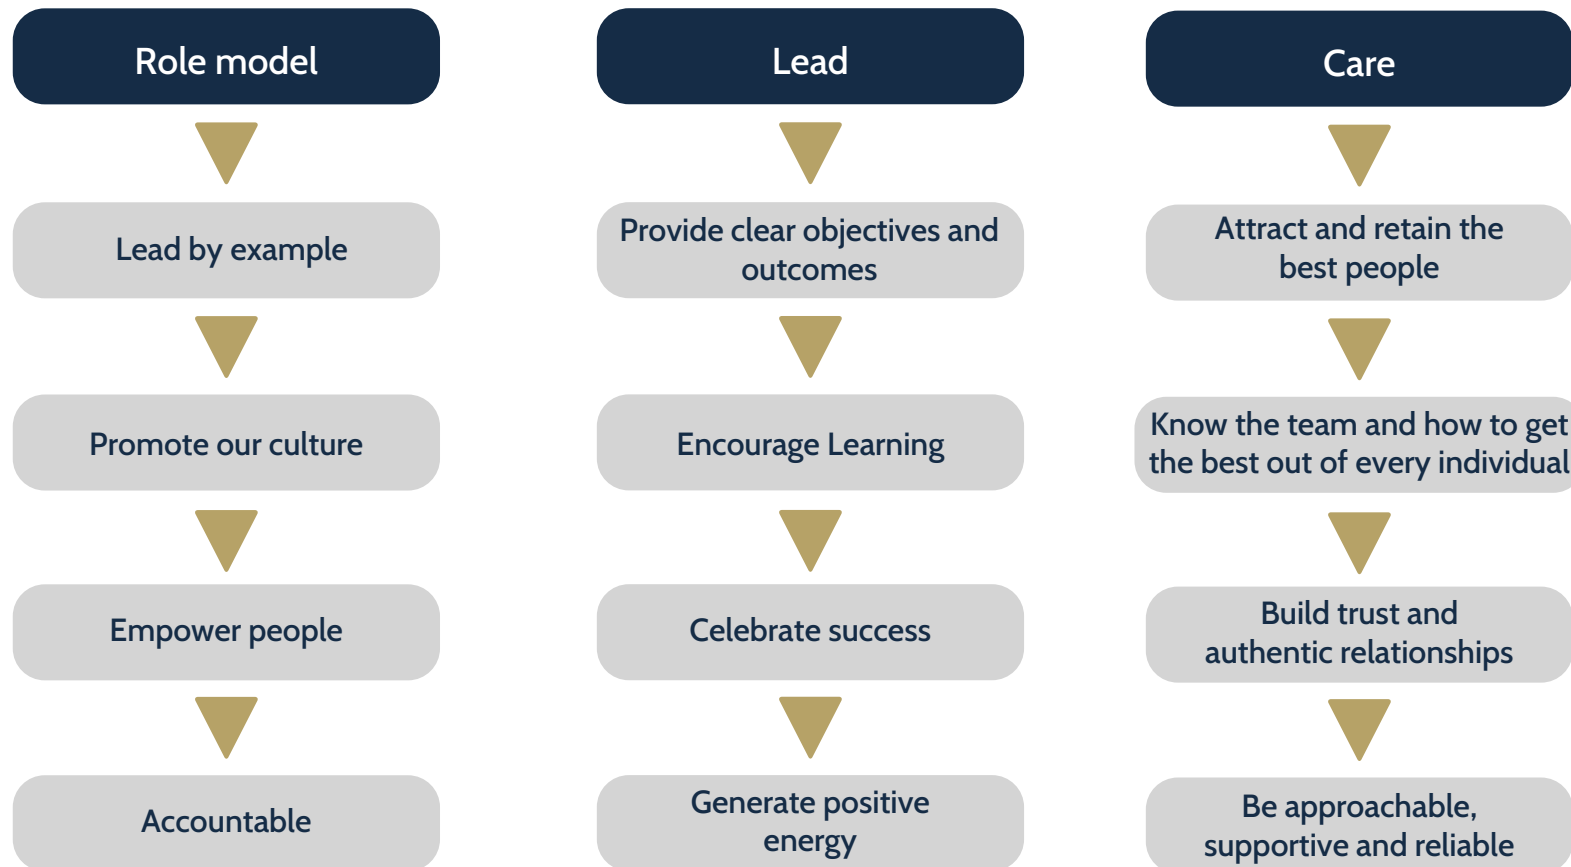 Role model
Lead by example
Promote our culture
Empower people
Accountable
Lead
Provide clear objectives and
outcomes
Encourage Learning
Celebrate success
Generate positive
energy
Care
Attract and retain the
best people
Know the team and how to get
the best out of every individual
Build trust and
authentic relationships
Be approachable,
supportive and reliable